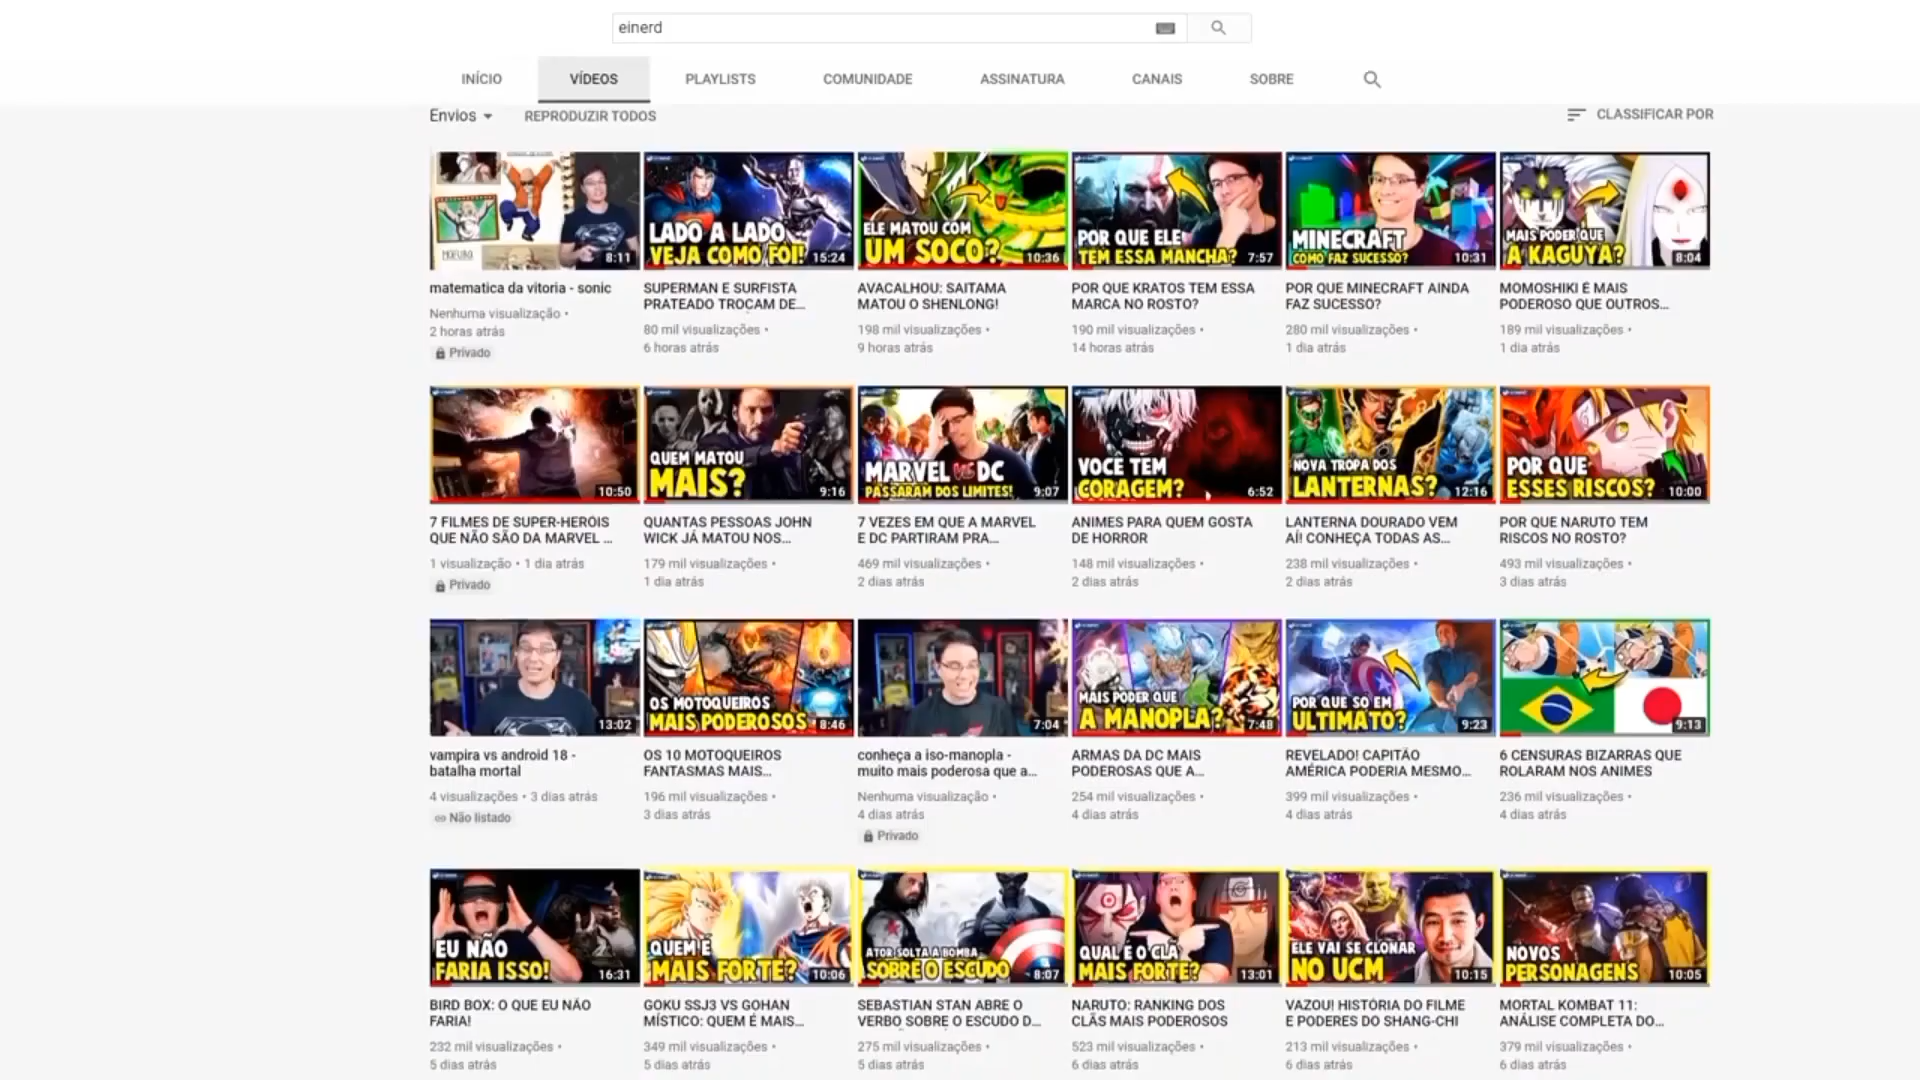 einerd
INÍCIO
VÍDEOS
PLAYLISTS
COMUNIDADE
ASSINATURA
CANAIS
SOBRE
Envios
REPRODUZIR TODOS
CLASSIFICAR POR
8:11
LADO A LADO
VEJA COMO FOI!
15:24
ELE MATOU COM
UM SOCO?
10:36
POR QUE ELE
TEM ESSA MANCHA?
7:57
MINECRAFT
COMO FAZ SUCESSO?
10:31
MAIS PODER QUE
A KAGUYA?
8:04
matematica da vitoria - sonic
Nenhuma visualização •
2 horas atrás
Privado
SUPERMAN E SURFISTA
PRATEADO TROCAM DE...
80 mil visualizações •
6 horas atrás
AVACALHOU: SAITAMA
MATOU O SHENLONG!
198 mil visualizações •
9 horas atrás
POR QUE KRATOS TEM ESSA
MARCA NO ROSTO?
190 mil visualizações •
14 horas atrás
POR QUE MINECRAFT AINDA
FAZ SUCESSO?
280 mil visualizações •
1 dia atrás
MOMOSHIKI É MAIS
PODEROSO QUE OUTROS...
189 mil visualizações •
1 dia atrás
10:50
QUEM MATOU
MAIS?
9:16
MARVEL VS DC
PASSARAM DOS LIMITES!
9:07
VOCÊ TEM
CORAGEM?
6:52
NOVA TROPA DOS
LANTERNAS?
12:16
POR QUE
ESSES RISCOS?
10:00
7 FILMES DE SUPER-HERÓIS
QUE NÃO SÃO DA MARVEL ...
1 visualização • 1 dia atrás
Privado
QUANTAS PESSOAS JOHN
WICK JÁ MATOU NOS...
179 mil visualizações •
1 dia atrás
7 VEZES EM QUE A MARVEL
E DC PARTIRAM PRA...
469 mil visualizações •
2 dias atrás
ANIMES PARA QUEM GOSTA
DE HORROR
148 mil visualizações •
2 dias atrás
LANTERNA DOURADO VEM
AÍ! CONHEÇA TODAS AS...
238 mil visualizações •
2 dias atrás
POR QUE NARUTO TEM
RISCOS NO ROSTO?
493 mil visualizações •
3 dias atrás
13:02
OS MOTOQUEIROS
MAIS PODEROSOS
8:46
7:04
MAIS PODER QUE
A MANOPLA?
7:48
POR QUE SO EM
ULTIMATO?
9:23
9:13
vampira vs android 18 -
batalha mortal
4 visualizações • 3 dias atrás
Não listado
OS 10 MOTOQUEIROS
FANTASMAS MAIS...
196 mil visualizações •
3 dias atrás
conheça a iso-manopla -
muito mais poderosa que a...
Nenhuma visualização •
4 dias atrás
Privado
ARMAS DA DC MAIS
PODEROSAS QUE A...
254 mil visualizações •
4 dias atrás
REVELADO! CAPITÃO
AMÉRICA PODERIA MESMO...
399 mil visualizações •
4 dias atrás
6 CENSURAS BIZARRAS QUE
ROLARAM NOS ANIMES
236 mil visualizações •
4 dias atrás
EU NÃO
FARIA ISSO!
16:31
QUEM É
MAIS FORTE?
10:06
ATOR SOLTA A BOMBA
SOBRE O ESCUDO
8:07
QUAL É O CLÃ
MAIS FORTE?
13:01
ELE VAI SE CLONAR
NO UCM
10:15
NOVOS
PERSONAGENS
10:05
BIRD BOX: O QUE EU NÃO
FARIA!
232 mil visualizações •
5 dias atrás
GOKU SSJ3 VS GOHAN
MÍSTICO: QUEM É MAIS...
349 mil visualizações •
5 dias atrás
SEBASTIAN STAN ABRE O
VERBO SOBRE O ESCUDO D...
275 mil visualizações •
5 dias atrás
NARUTO: RANKING DOS
CLÃS MAIS PODEROSOS
523 mil visualizações •
6 dias atrás
VAZOU! HISTÓRIA DO FILME
E PODERES DO SHANG-CHI
213 mil visualizações •
6 dias atrás
MORTAL KOMBAT 11:
ANÁLISE COMPLETA DO...
379 mil visualizações •
6 dias atrás